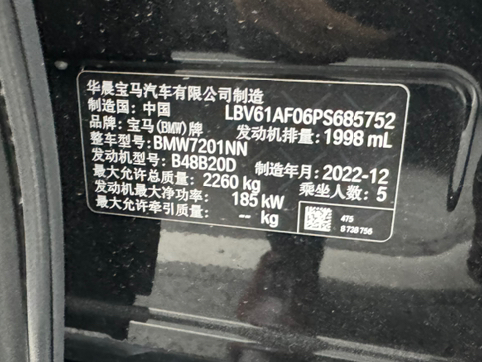 华晨宝马汽车有限公司制造
制造国: 中国 LBV61AF06PS685752
品牌: 宝马(BMW)牌 发动机排量: 1998 mL
整车型号: BMW7201NN
发动机型号: B48B20D 制造年月: 2022-12
最大允许总质量: 2260 kg 乘坐人数: 5
发动机最大净功率: 185 kW
最大允许牵引质量: -- kg
475
9 738 756